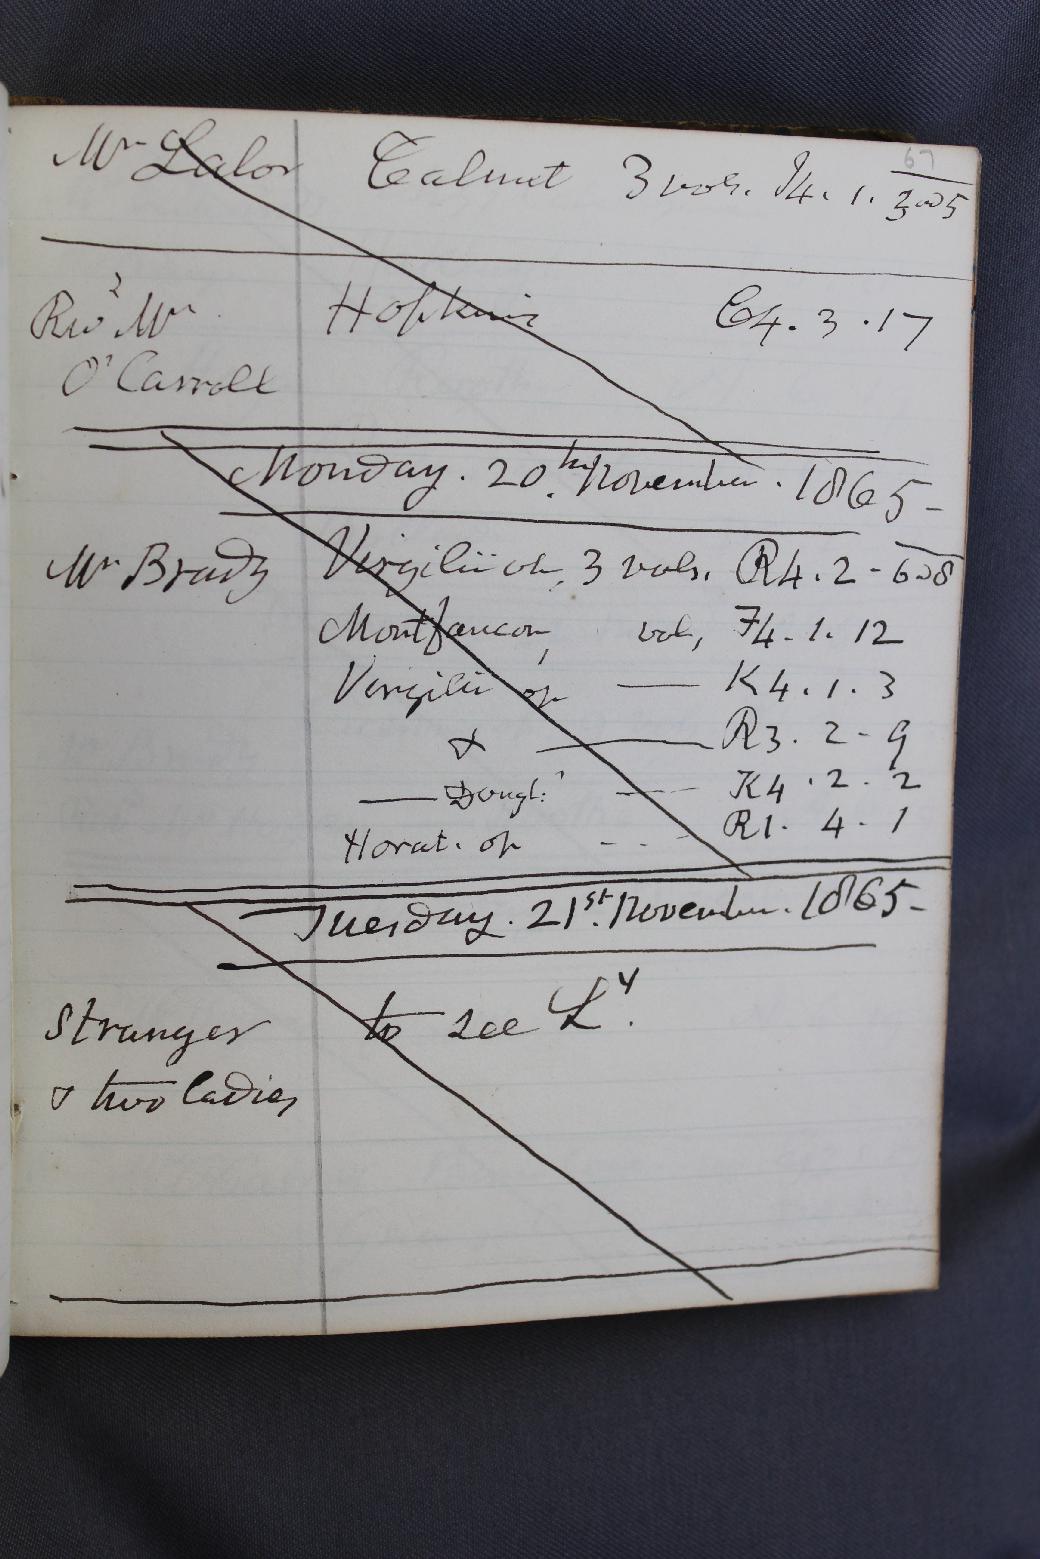 67
Mr Lalor Calmet 3 vols. I4. 1. 3 to 5
Revd Mr Hopkins C4. 3. 17
O'Carroll
Monday. 20th November. 1865-
Mr Brady Virgilii op, 3 vols. R4. 2 - 6 to 8
Montfaucon, vol, F4. 1. 12
Virgilii op — K4. 1. 3
& — R3. 2 - 9
— Dougl: — K4. 2. 2
Horat. op - - - R1. 4. 1
Tuesday. 21st. November. 1865-
Stranger to see Ly.
& two ladies